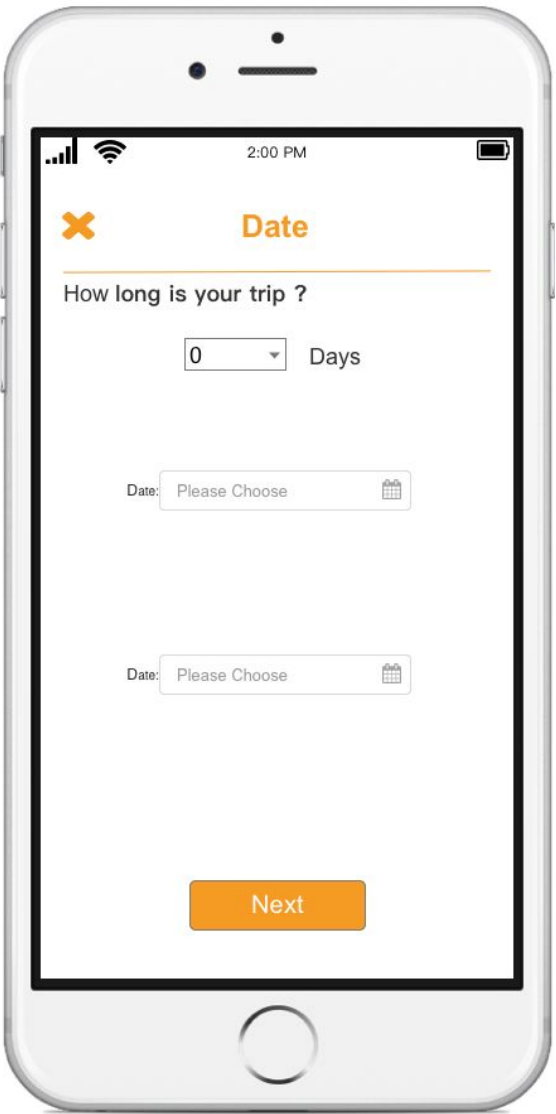 2:00 PM
Date
How long is your trip ?
0 Days
Date: Please Choose
Date: Please Choose
Next